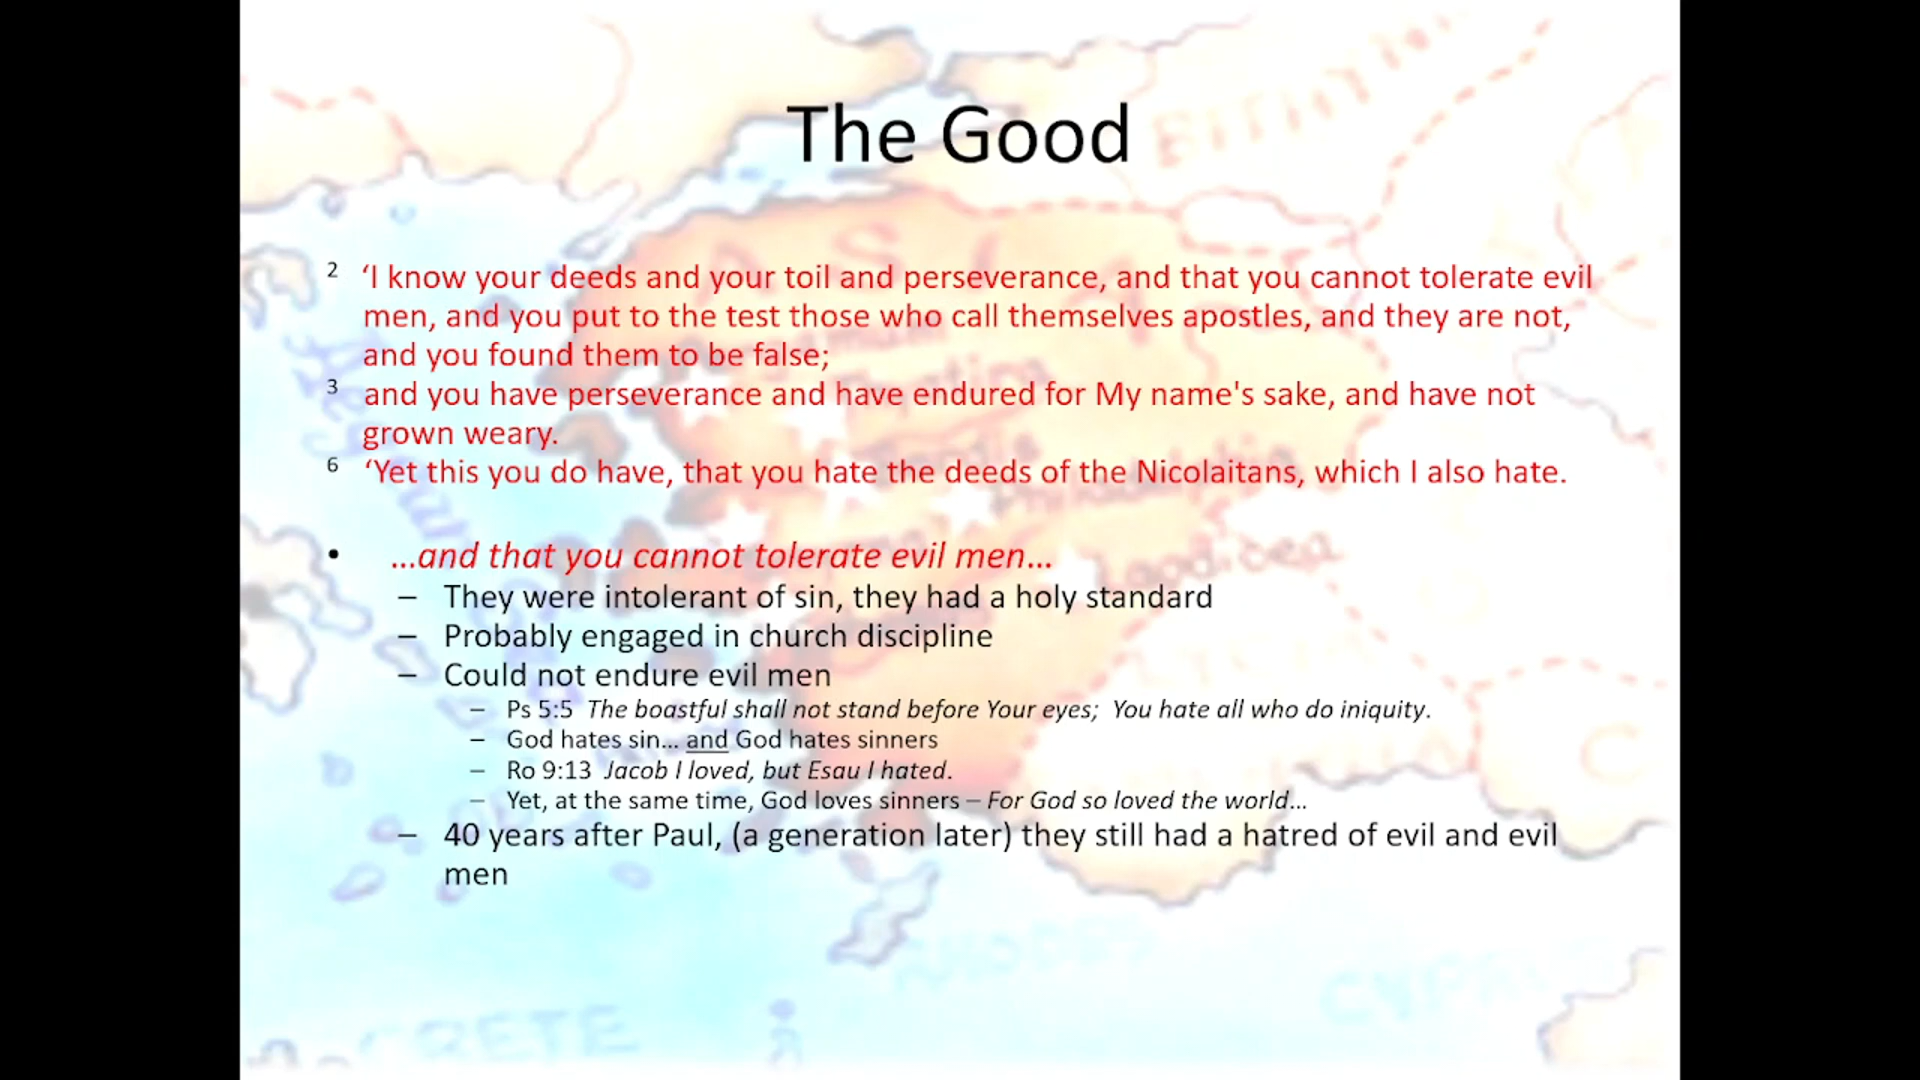 The Good
2 ‘I know your deeds and your toil and perseverance, and that you cannot tolerate evil
men, and you put to the test those who call themselves apostles, and they are not,
and you found them to be false;
3 and you have perseverance and have endured for My name's sake, and have not
grown weary.
6 ‘Yet this you do have, that you hate the deeds of the Nicolaitans, which I also hate.
• …and that you cannot tolerate evil men…
– They were intolerant of sin, they had a holy standard
– Probably engaged in church discipline
– Could not endure evil men
– Ps 5:5 The boastful shall not stand before Your eyes; You hate all who do iniquity.
– God hates sin… and God hates sinners
– Ro 9:13 Jacob I loved, but Esau I hated.
– Yet, at the same time, God loves sinners – For God so loved the world…
– 40 years after Paul, (a generation later) they still had a hatred of evil and evil
men
BITHYNIA
ASIA
RHODES
CRETE